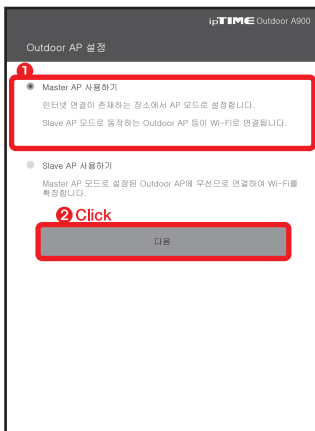 ipTIME Outdoor A900
Outdoor AP 설정
1
Master AP 사용하기
인터넷 연결이 존재하는 장소에서 AP 모드로 설정합니다.
Slave AP 모드로 동작하는 Outdoor AP 등이 Wi-Fi로 연결됩니다.
Slave AP 사용하기
Master AP 모드로 설정된 Outdoor AP에 무선으로 연결하여 Wi-Fi를
확장합니다.
2 Click
다음